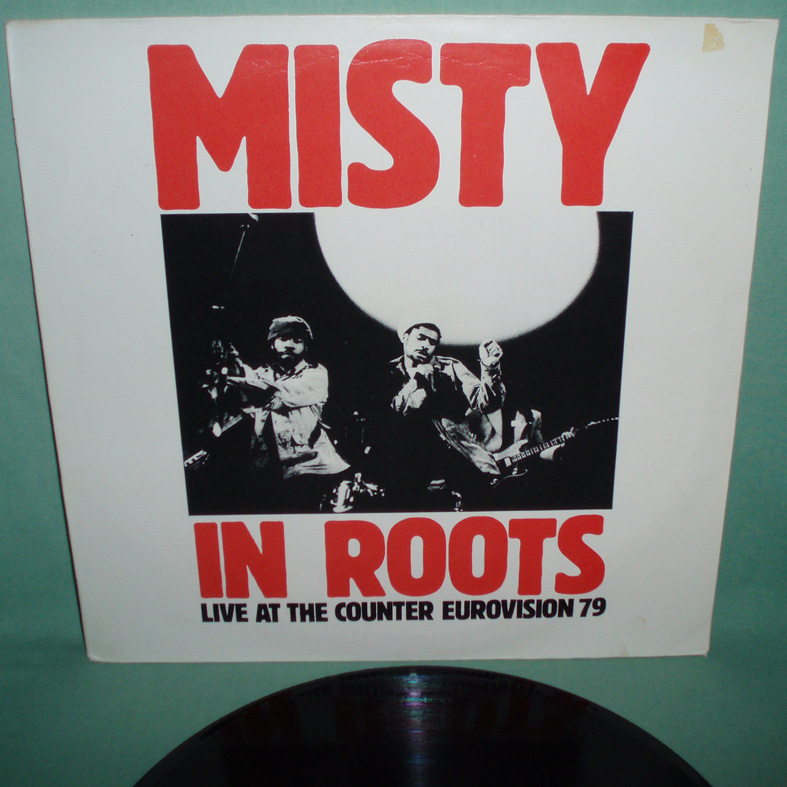 MISTY
IN ROOTS
LIVE AT THE COUNTER EUROVISION 79